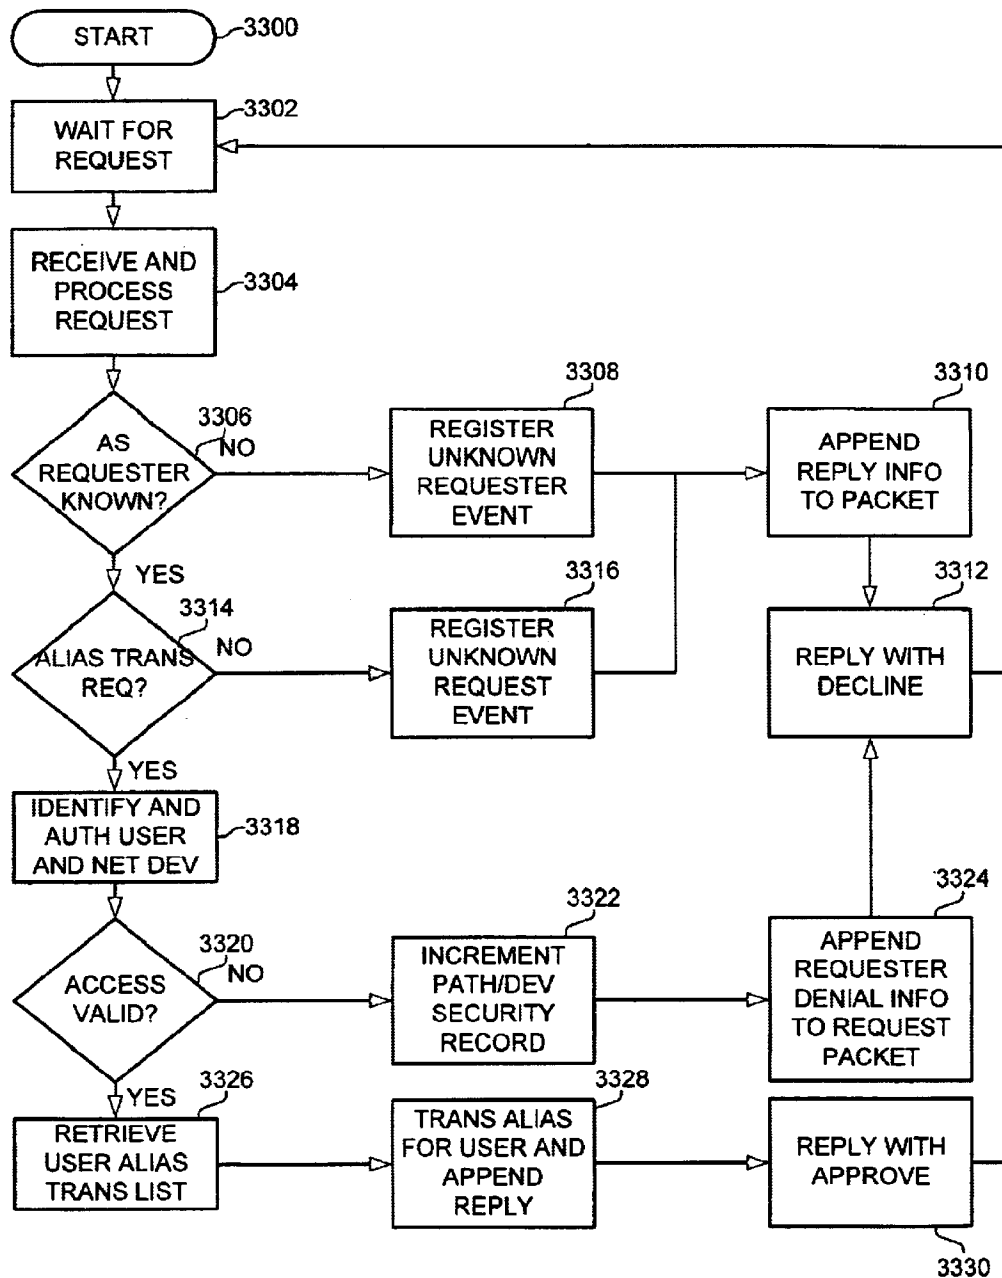 START
3300
3302
WAIT FOR
REQUEST
RECEIVE AND
PROCESS
REQUEST
3304
3306
AS
REQUESTER
KNOWN?
NO
3308
REGISTER
UNKNOWN
REQUESTER
EVENT
3310
APPEND
REPLY INFO
TO PACKET
YES
3314
ALIAS TRANS
REQ?
NO
3316
REGISTER
UNKNOWN
REQUEST
EVENT
3312
REPLY WITH
DECLINE
YES
IDENTIFY AND
AUTH USER
AND NET DEV
3318
3320
ACCESS
VALID?
NO
3322
INCREMENT
PATH/DEV
SECURITY
RECORD
3324
APPEND
REQUESTER
DENIAL INFO
TO REQUEST
PACKET
YES
3326
RETRIEVE
USER ALIAS
TRANS LIST
3328
TRANS ALIAS
FOR USER AND
APPEND
REPLY
REPLY WITH
APPROVE
3330